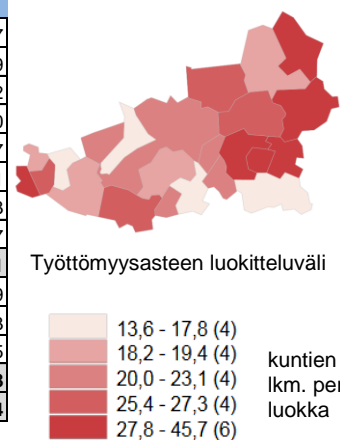 Työttömyysasteen luokitteluväli
13,6 - 17,8 (4)
18,2 - 19,4 (4)
20,0 - 23,1 (4)
25,4 - 27,3 (4)
27,8 - 45,7 (6)
kuntien
lkm. per
luokka